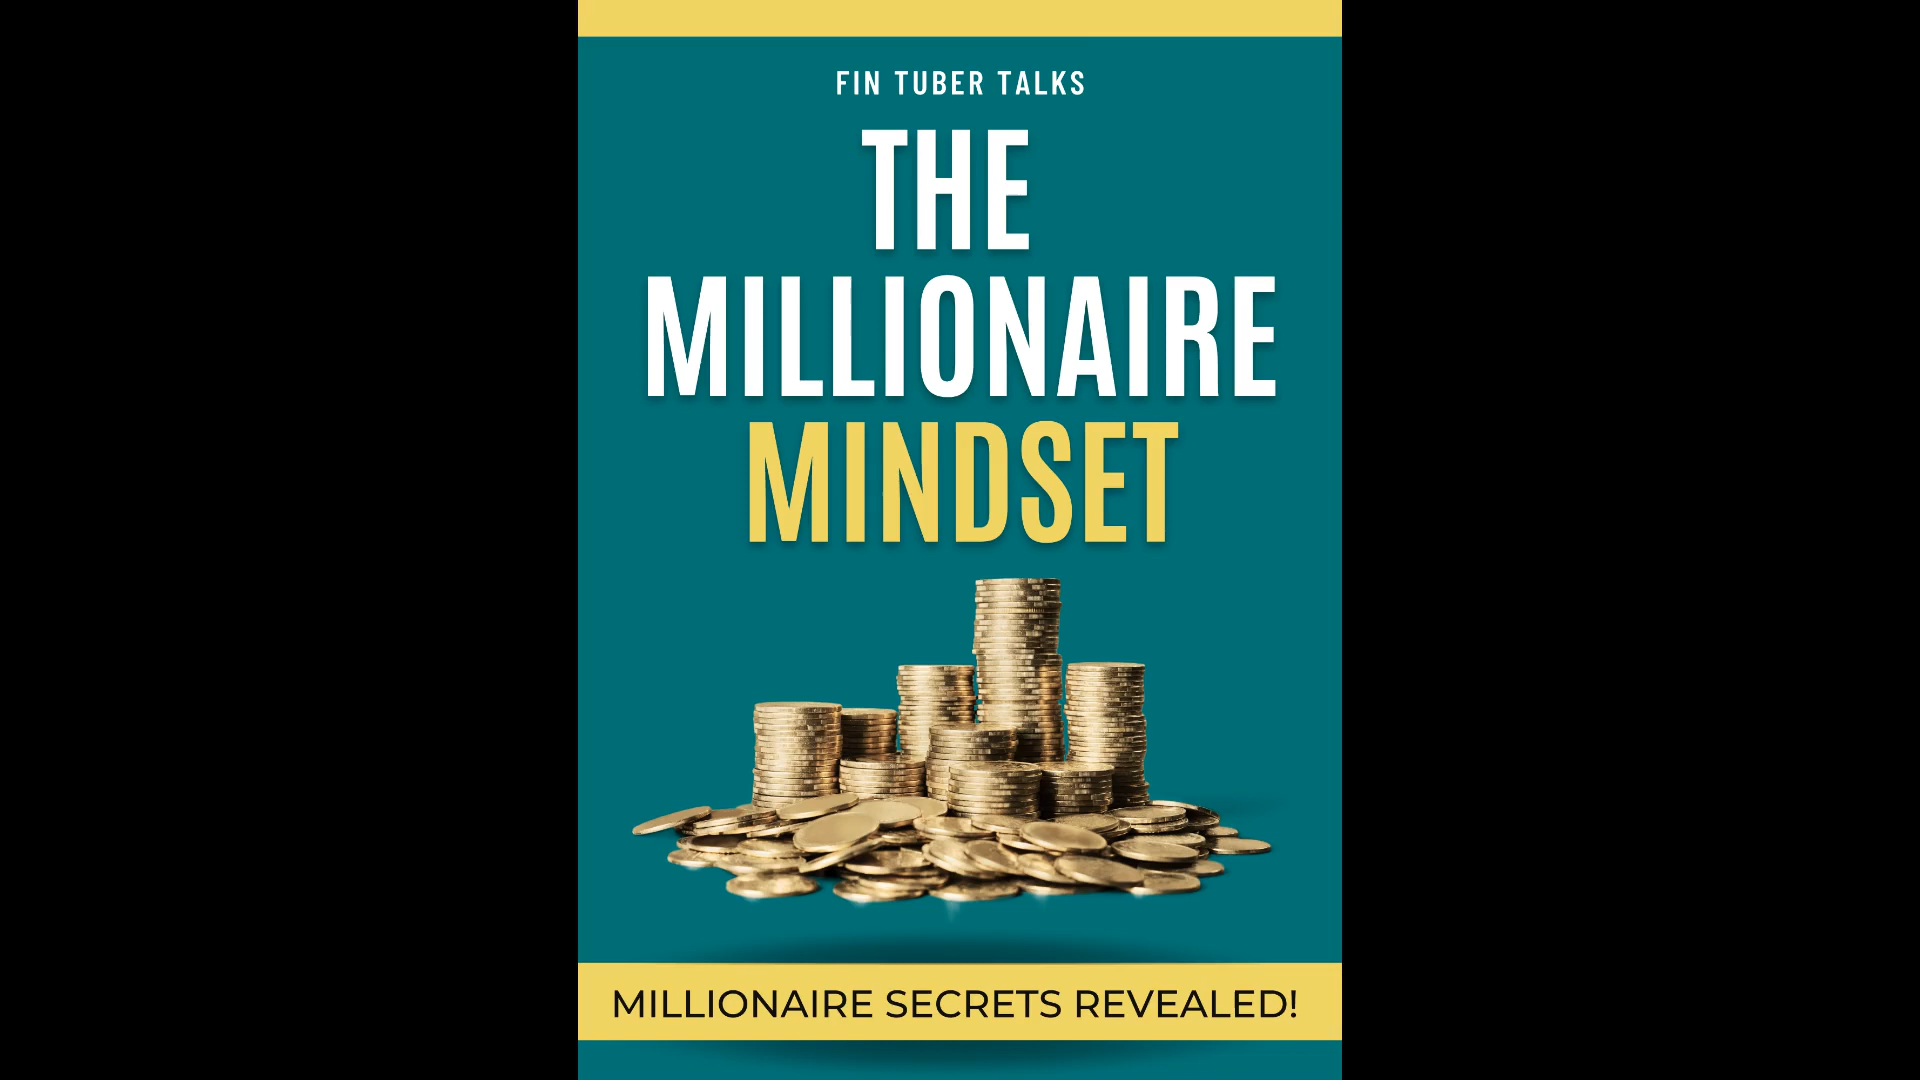 FIN TUBER TALKS
THE
MILLIONAIRE
MINDSET
MILLIONAIRE SECRETS REVEALED!